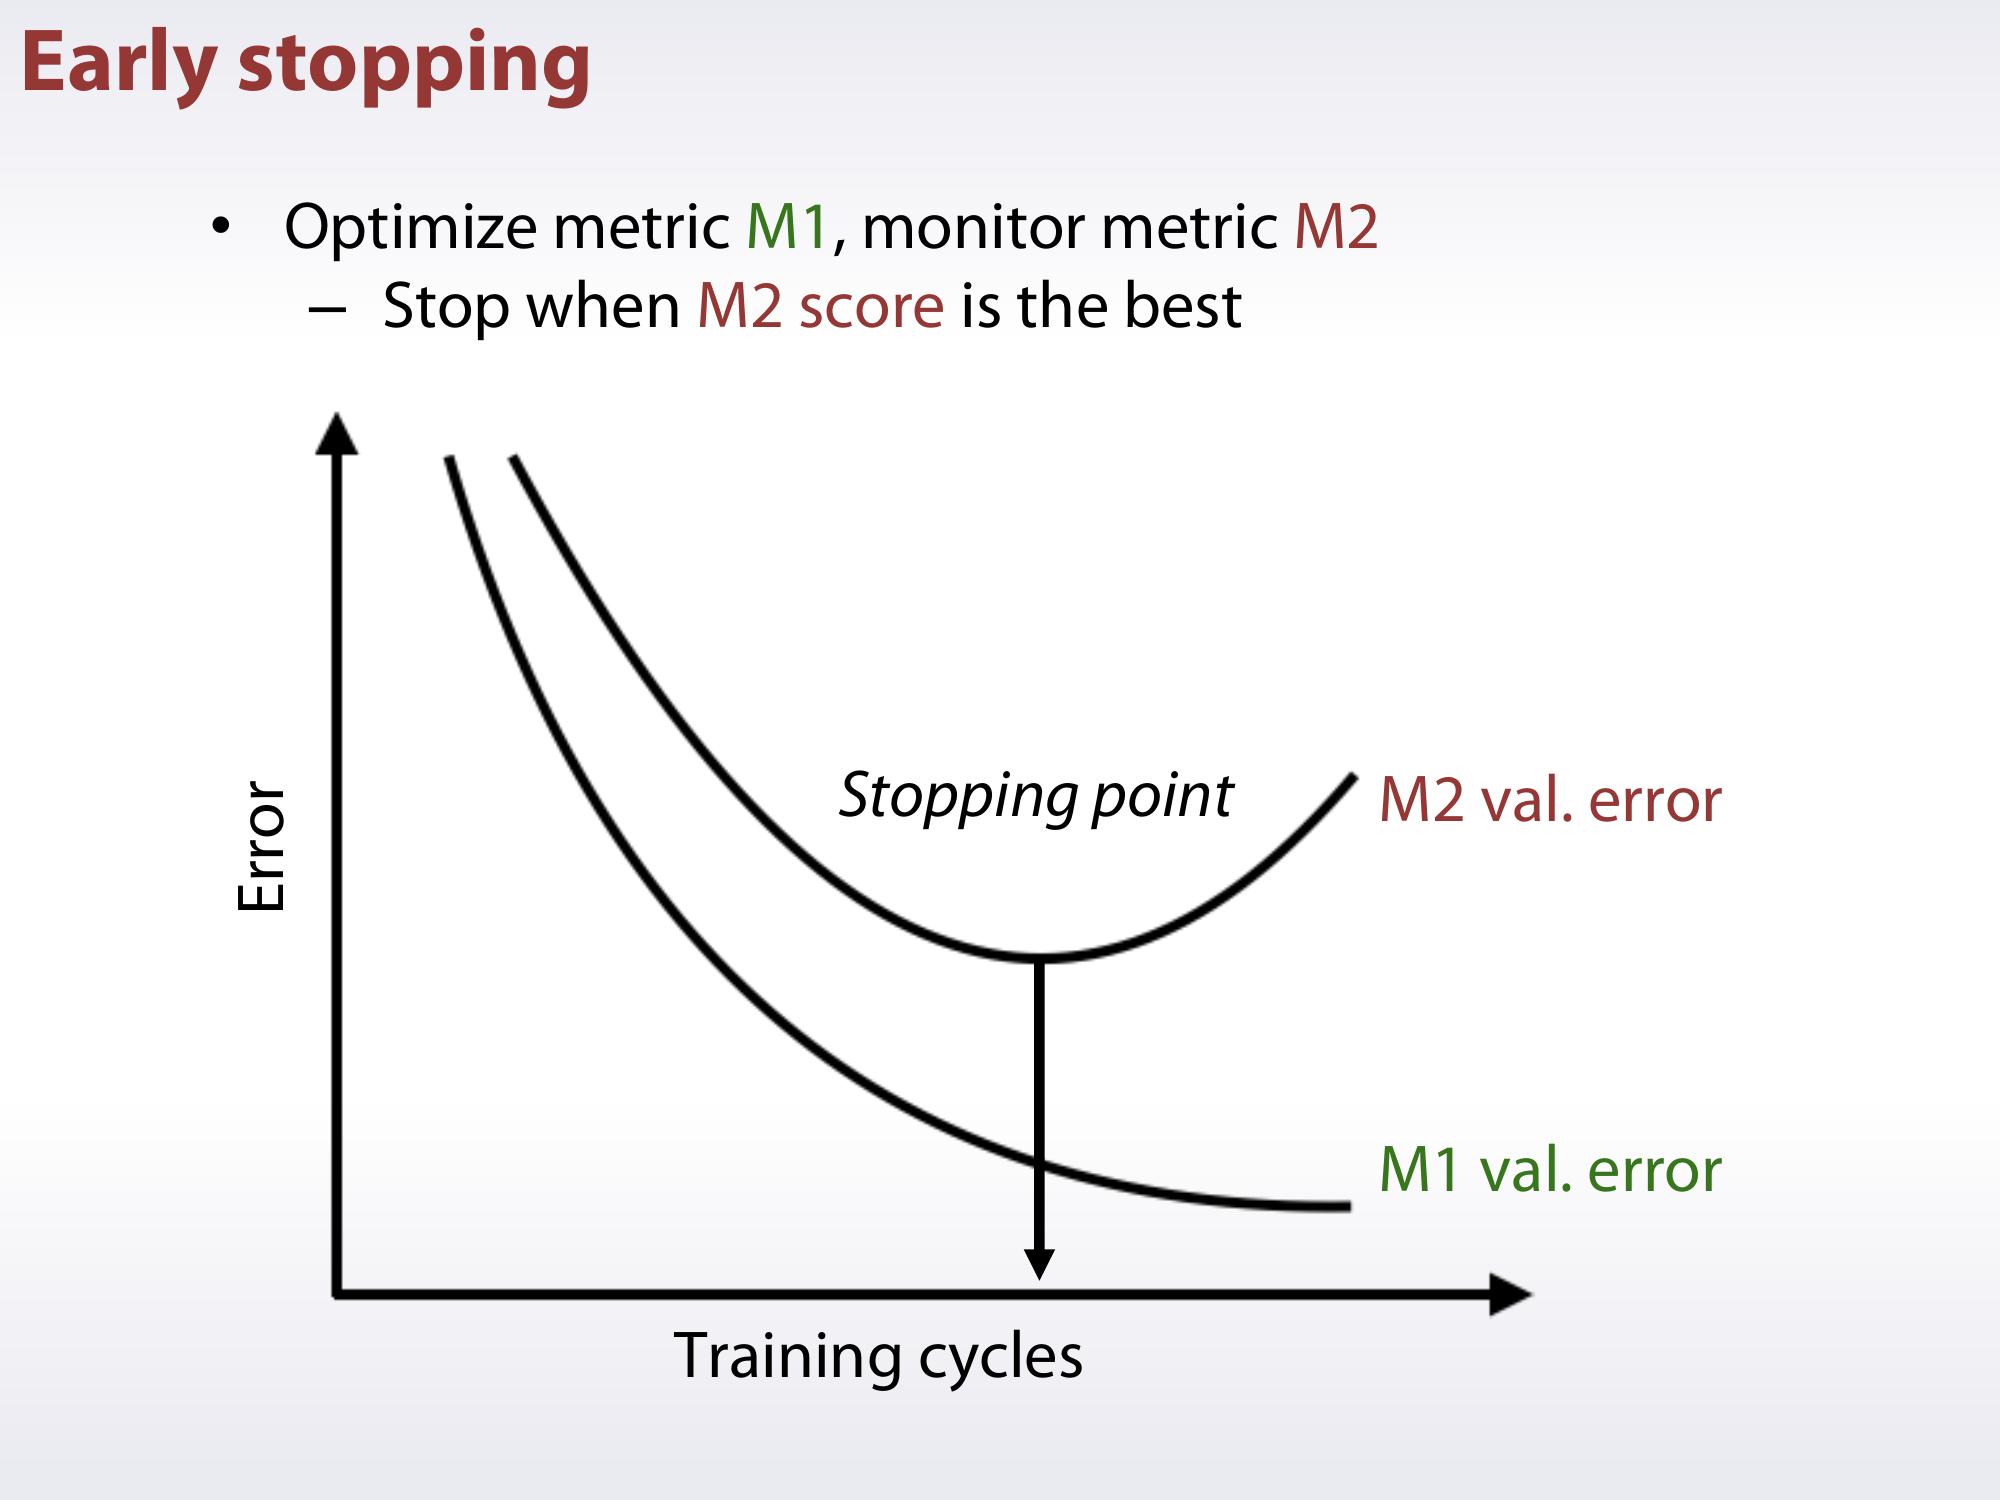 Early stopping
• Optimize metric M1, monitor metric M2
– Stop when M2 score is the best
Stopping point
M2 val. error
Error
M1 val. error
Training cycles